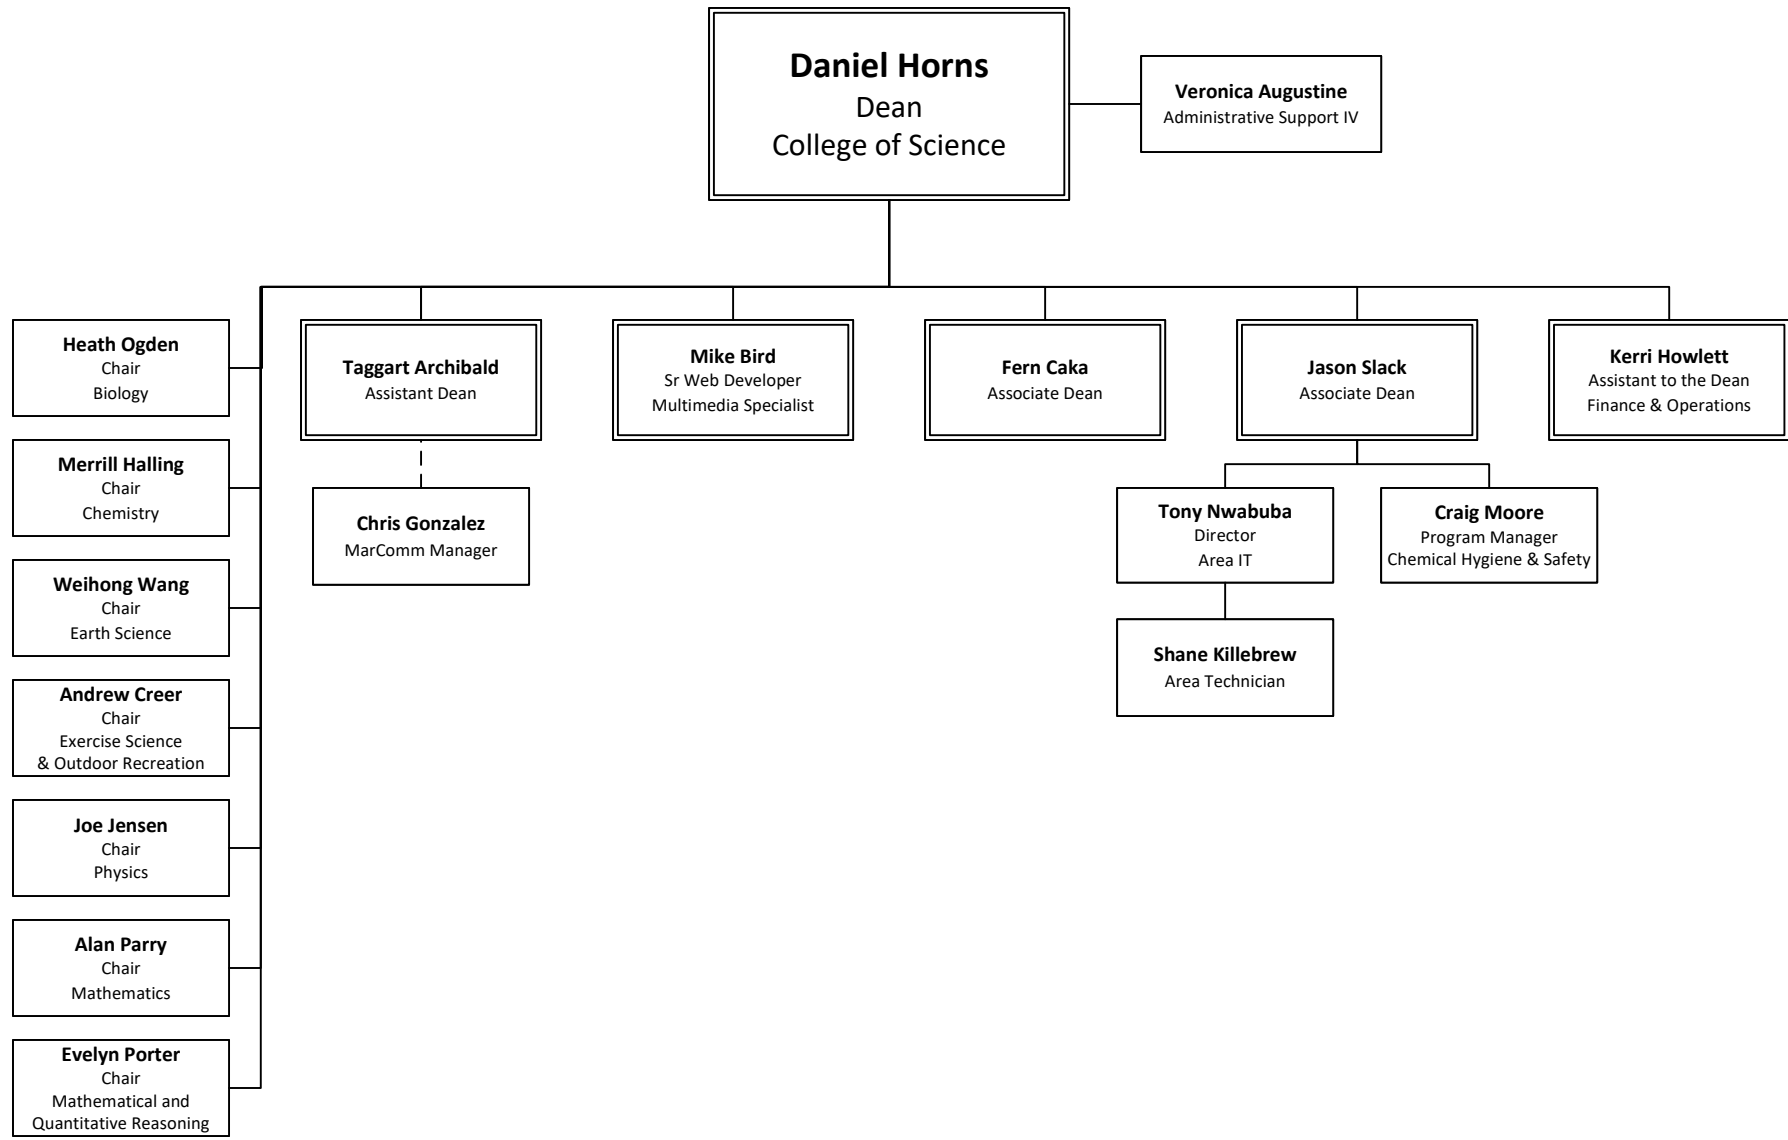 Daniel Horns
Dean
College of Science
Veronica Augustine
Administrative Support IV
Heath Ogden
Chair
Biology
Merrill Halling
Chair
Chemistry
Weihong Wang
Chair
Earth Science
Andrew Creer
Chair
Exercise Science
& Outdoor Recreation
Joe Jensen
Chair
Physics
Alan Parry
Chair
Mathematics
Evelyn Porter
Chair
Mathematical and
Quantitative Reasoning
Taggart Archibald
Assistant Dean
Chris Gonzalez
MarComm Manager
Mike Bird
Sr Web Developer
Multimedia Specialist
Fern Caka
Associate Dean
Jason Slack
Associate Dean
Tony Nwabuba
Director
Area IT
Shane Killebrew
Area Technician
Craig Moore
Program Manager
Chemical Hygiene & Safety
Kerri Howlett
Assistant to the Dean
Finance & Operations